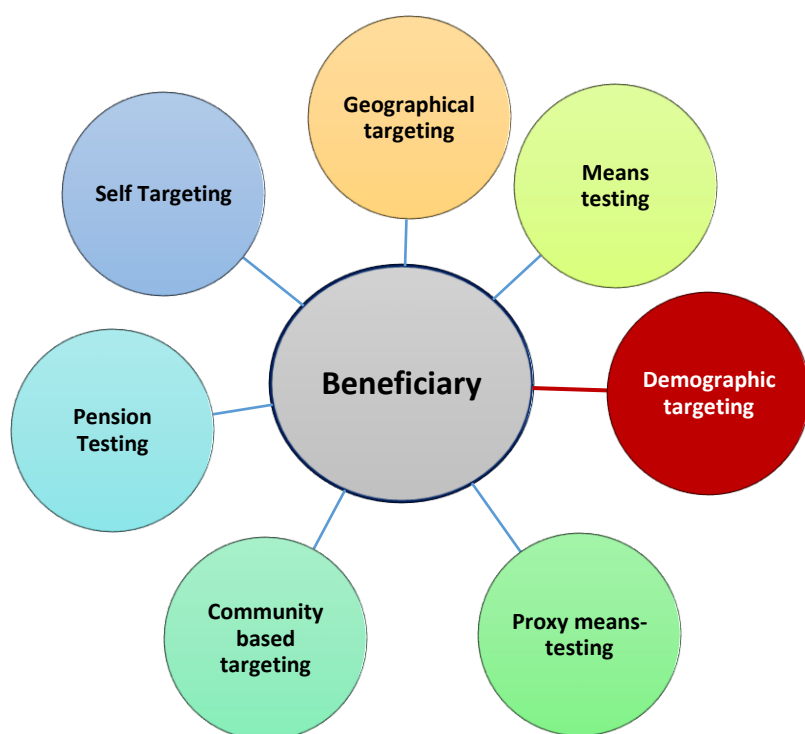 Geographical
targeting
Means
testing
Self Targeting
Beneficiary
Demographic
targeting
Pension
Testing
Community
based
targeting
Proxy means-
testing